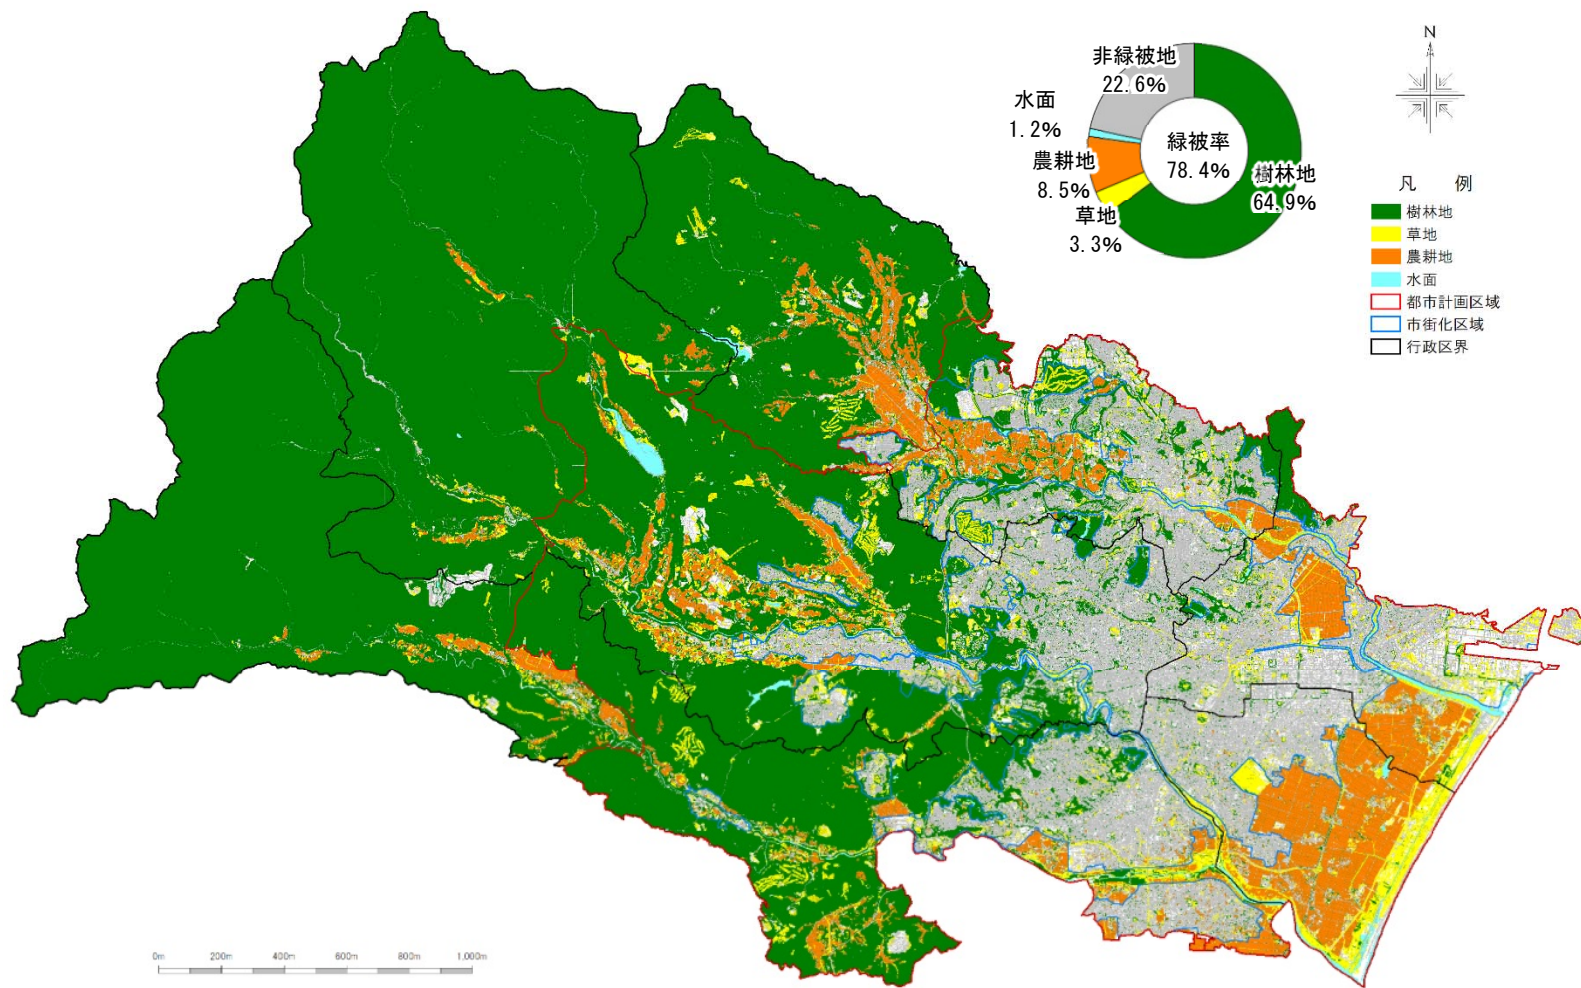 非緑被地
22.6%
水面
1.2%
農耕地
8.5%
草地
3.3%
緑被率
78.4%
樹林地
64.9%
N
凡 例
樹林地
草地
農耕地
水面
都市計画区域
市街化区域
行政区界
0m 200m 400m 600m 800m 1,000m